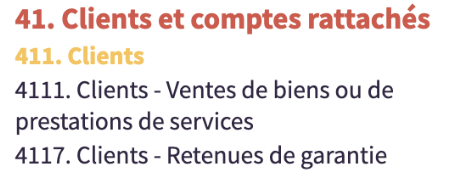 41. Clients et comptes rattachés
411. Clients
4111. Clients - Ventes de biens ou de
prestations de services
4117. Clients - Retenues de garantie